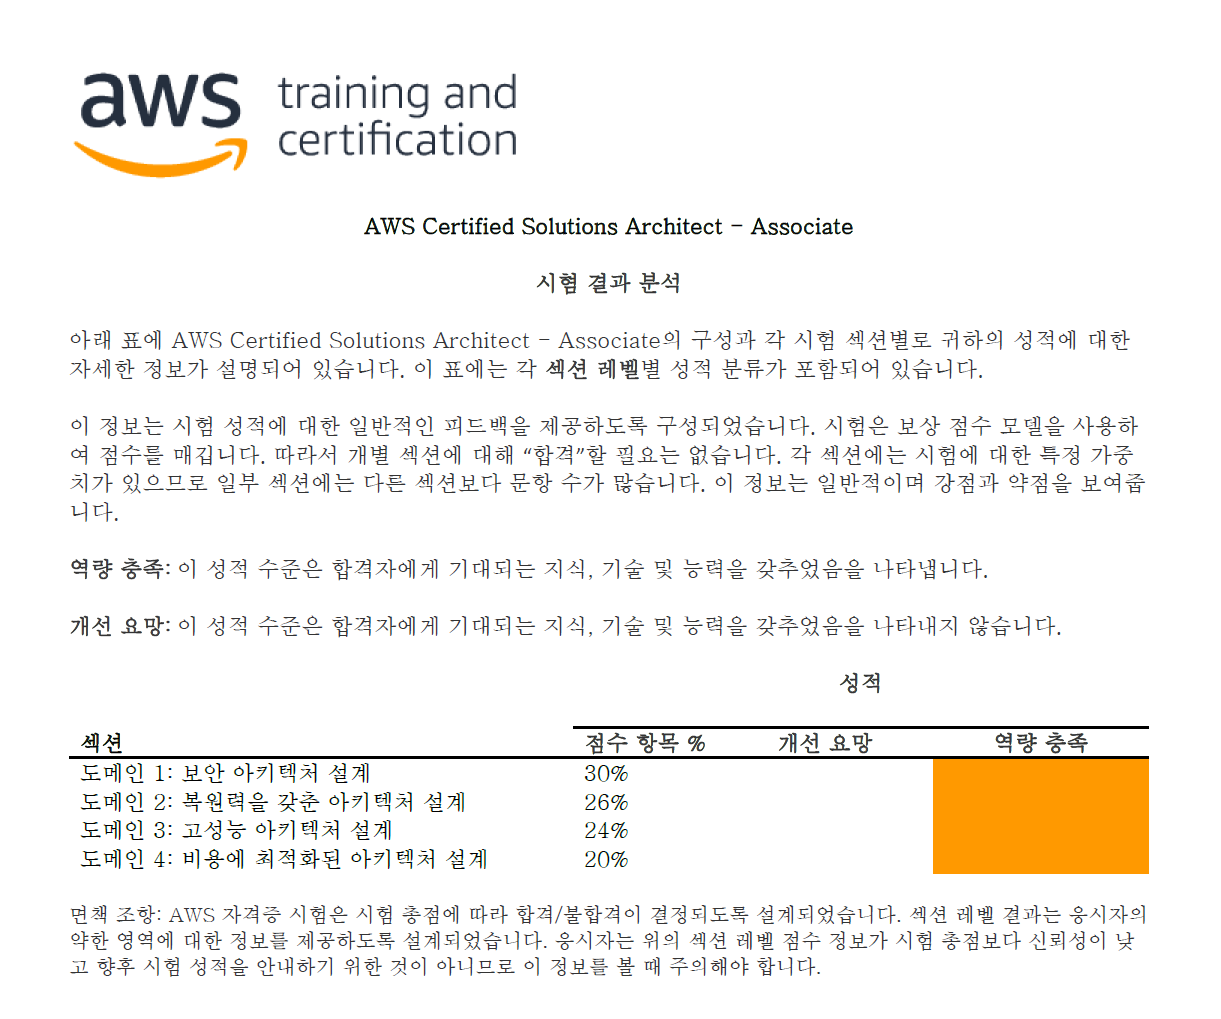 aws training and
certification
AWS Certified Solutions Architect - Associate
시험 결과 분석
아래 표에 AWS Certified Solutions Architect - Associate의 구성과 각 시험 섹션별로 귀하의 성적에 대한
자세한 정보가 설명되어 있습니다. 이 표에는 각 섹션 레벨별 성적 분류가 포함되어 있습니다.
이 정보는 시험 성적에 대한 일반적인 피드백을 제공하도록 구성되었습니다. 시험은 보상 점수 모델을 사용하
여 점수를 매깁니다. 따라서 개별 섹션에 대해 “합격”할 필요는 없습니다. 각 섹션에는 시험에 대한 특정 가중
치가 있으므로 일부 섹션에는 다른 섹션보다 문항 수가 많습니다. 이 정보는 일반적이며 강점과 약점을 보여줍
니다.
역량 충족: 이 성적 수준은 합격자에게 기대되는 지식, 기술 및 능력을 갖추었음을 나타냅니다.
개선 요망: 이 성적 수준은 합격자에게 기대되는 지식, 기술 및 능력을 갖추었음을 나타내지 않습니다.
성적
섹션 점수 항목 % 개선 요망 역량 충족
도메인 1: 보안 아키텍처 설계 30%
도메인 2: 복원력을 갖춘 아키텍처 설계 26%
도메인 3: 고성능 아키텍처 설계 24%
도메인 4: 비용에 최적화된 아키텍처 설계 20%
면책 조항: AWS 자격증 시험은 시험 총점에 따라 합격/불합격이 결정되도록 설계되었습니다. 섹션 레벨 결과는 응시자의
약한 영역에 대한 정보를 제공하도록 설계되었습니다. 응시자는 위의 섹션 레벨 점수 정보가 시험 총점보다 신뢰성이 낮
고 향후 시험 성적을 안내하기 위한 것이 아니므로 이 정보를 볼 때 주의해야 합니다.